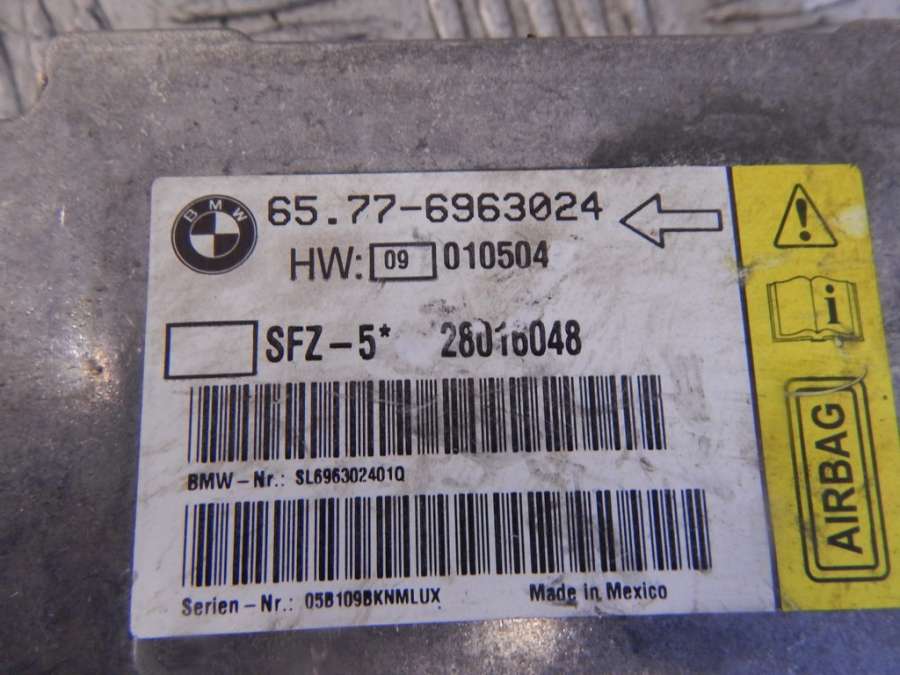 BMW
65.77-6963024
HW: 09 010504
SFZ-5* 28016048
BMW-Nr.: SL696302401Q
Serien-Nr.: 05B109BKNMLUX Made in Mexico
i
AIRBAG